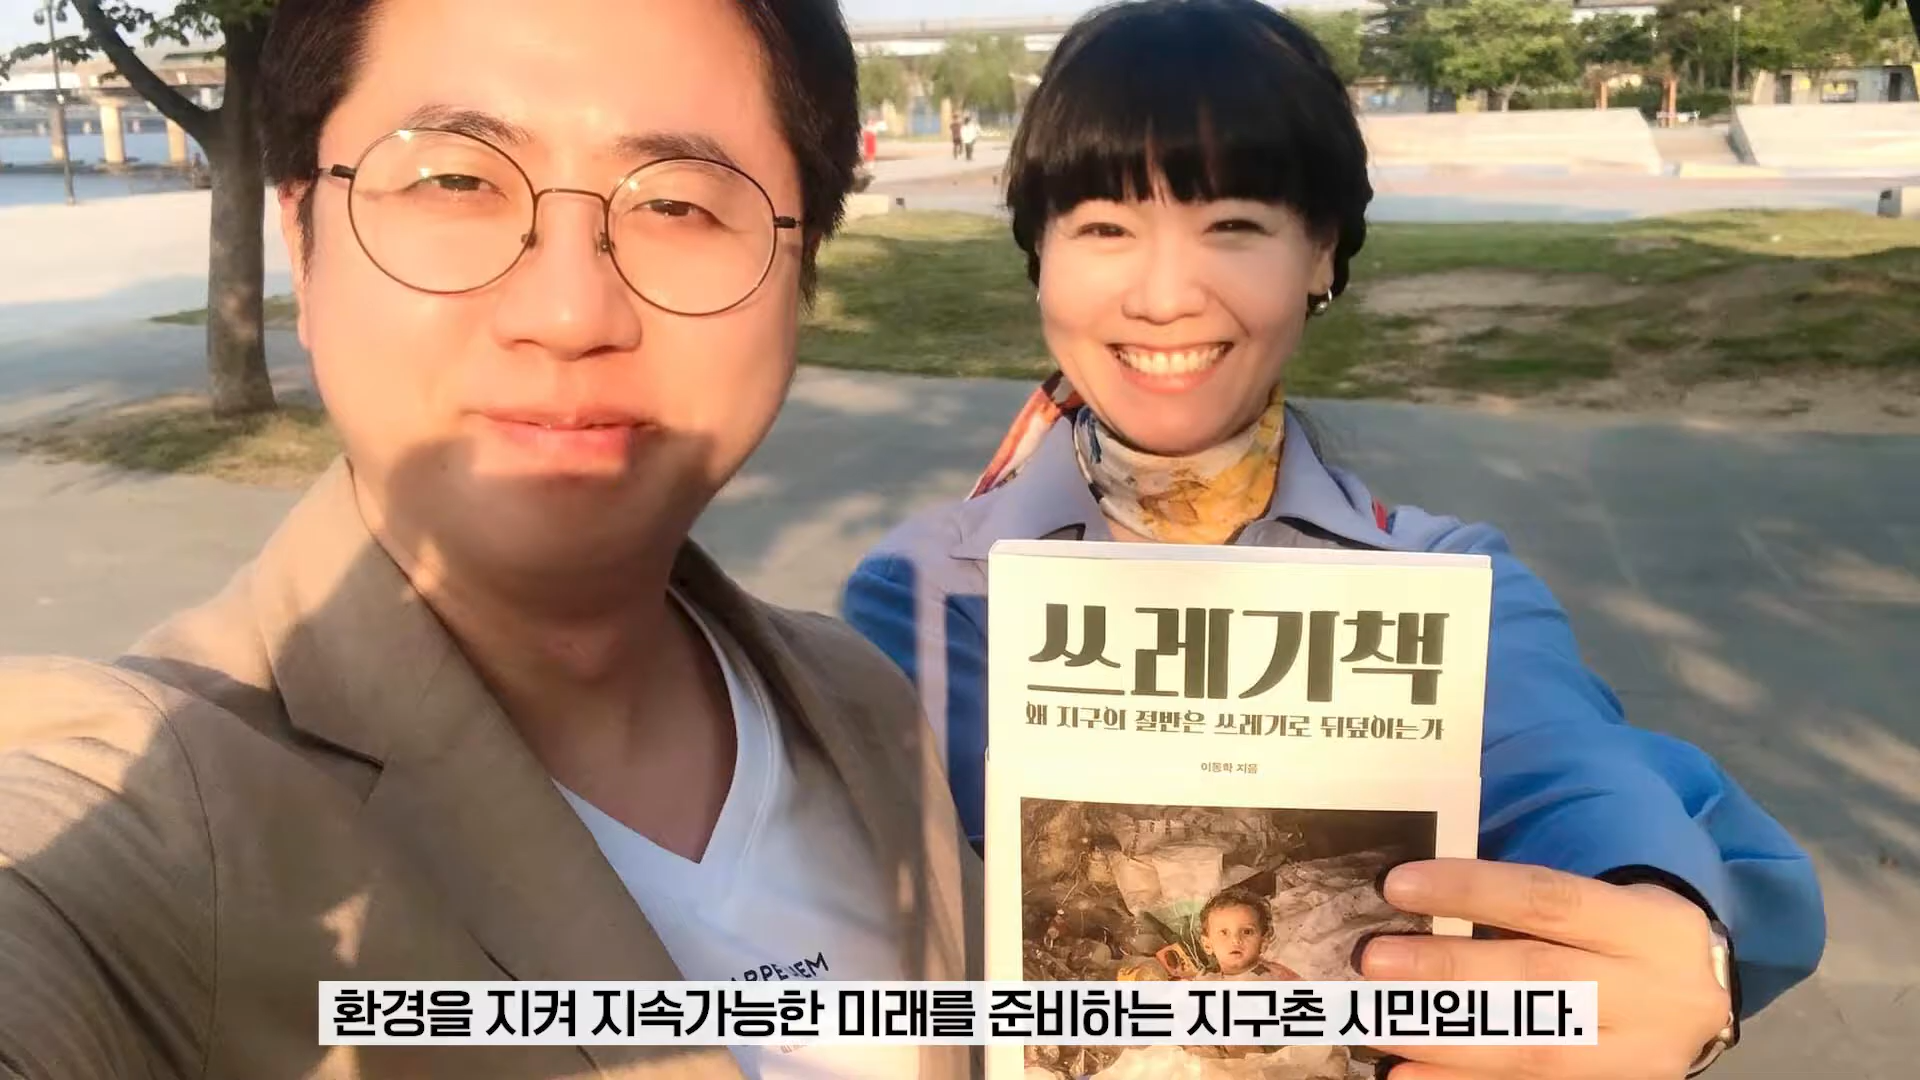 쓰레기책
왜 지구의 절반은 쓰레기로 뒤덮이는가
이동학 지음
환경을 지켜 지속가능한 미래를 준비하는 지구촌 시민입니다.